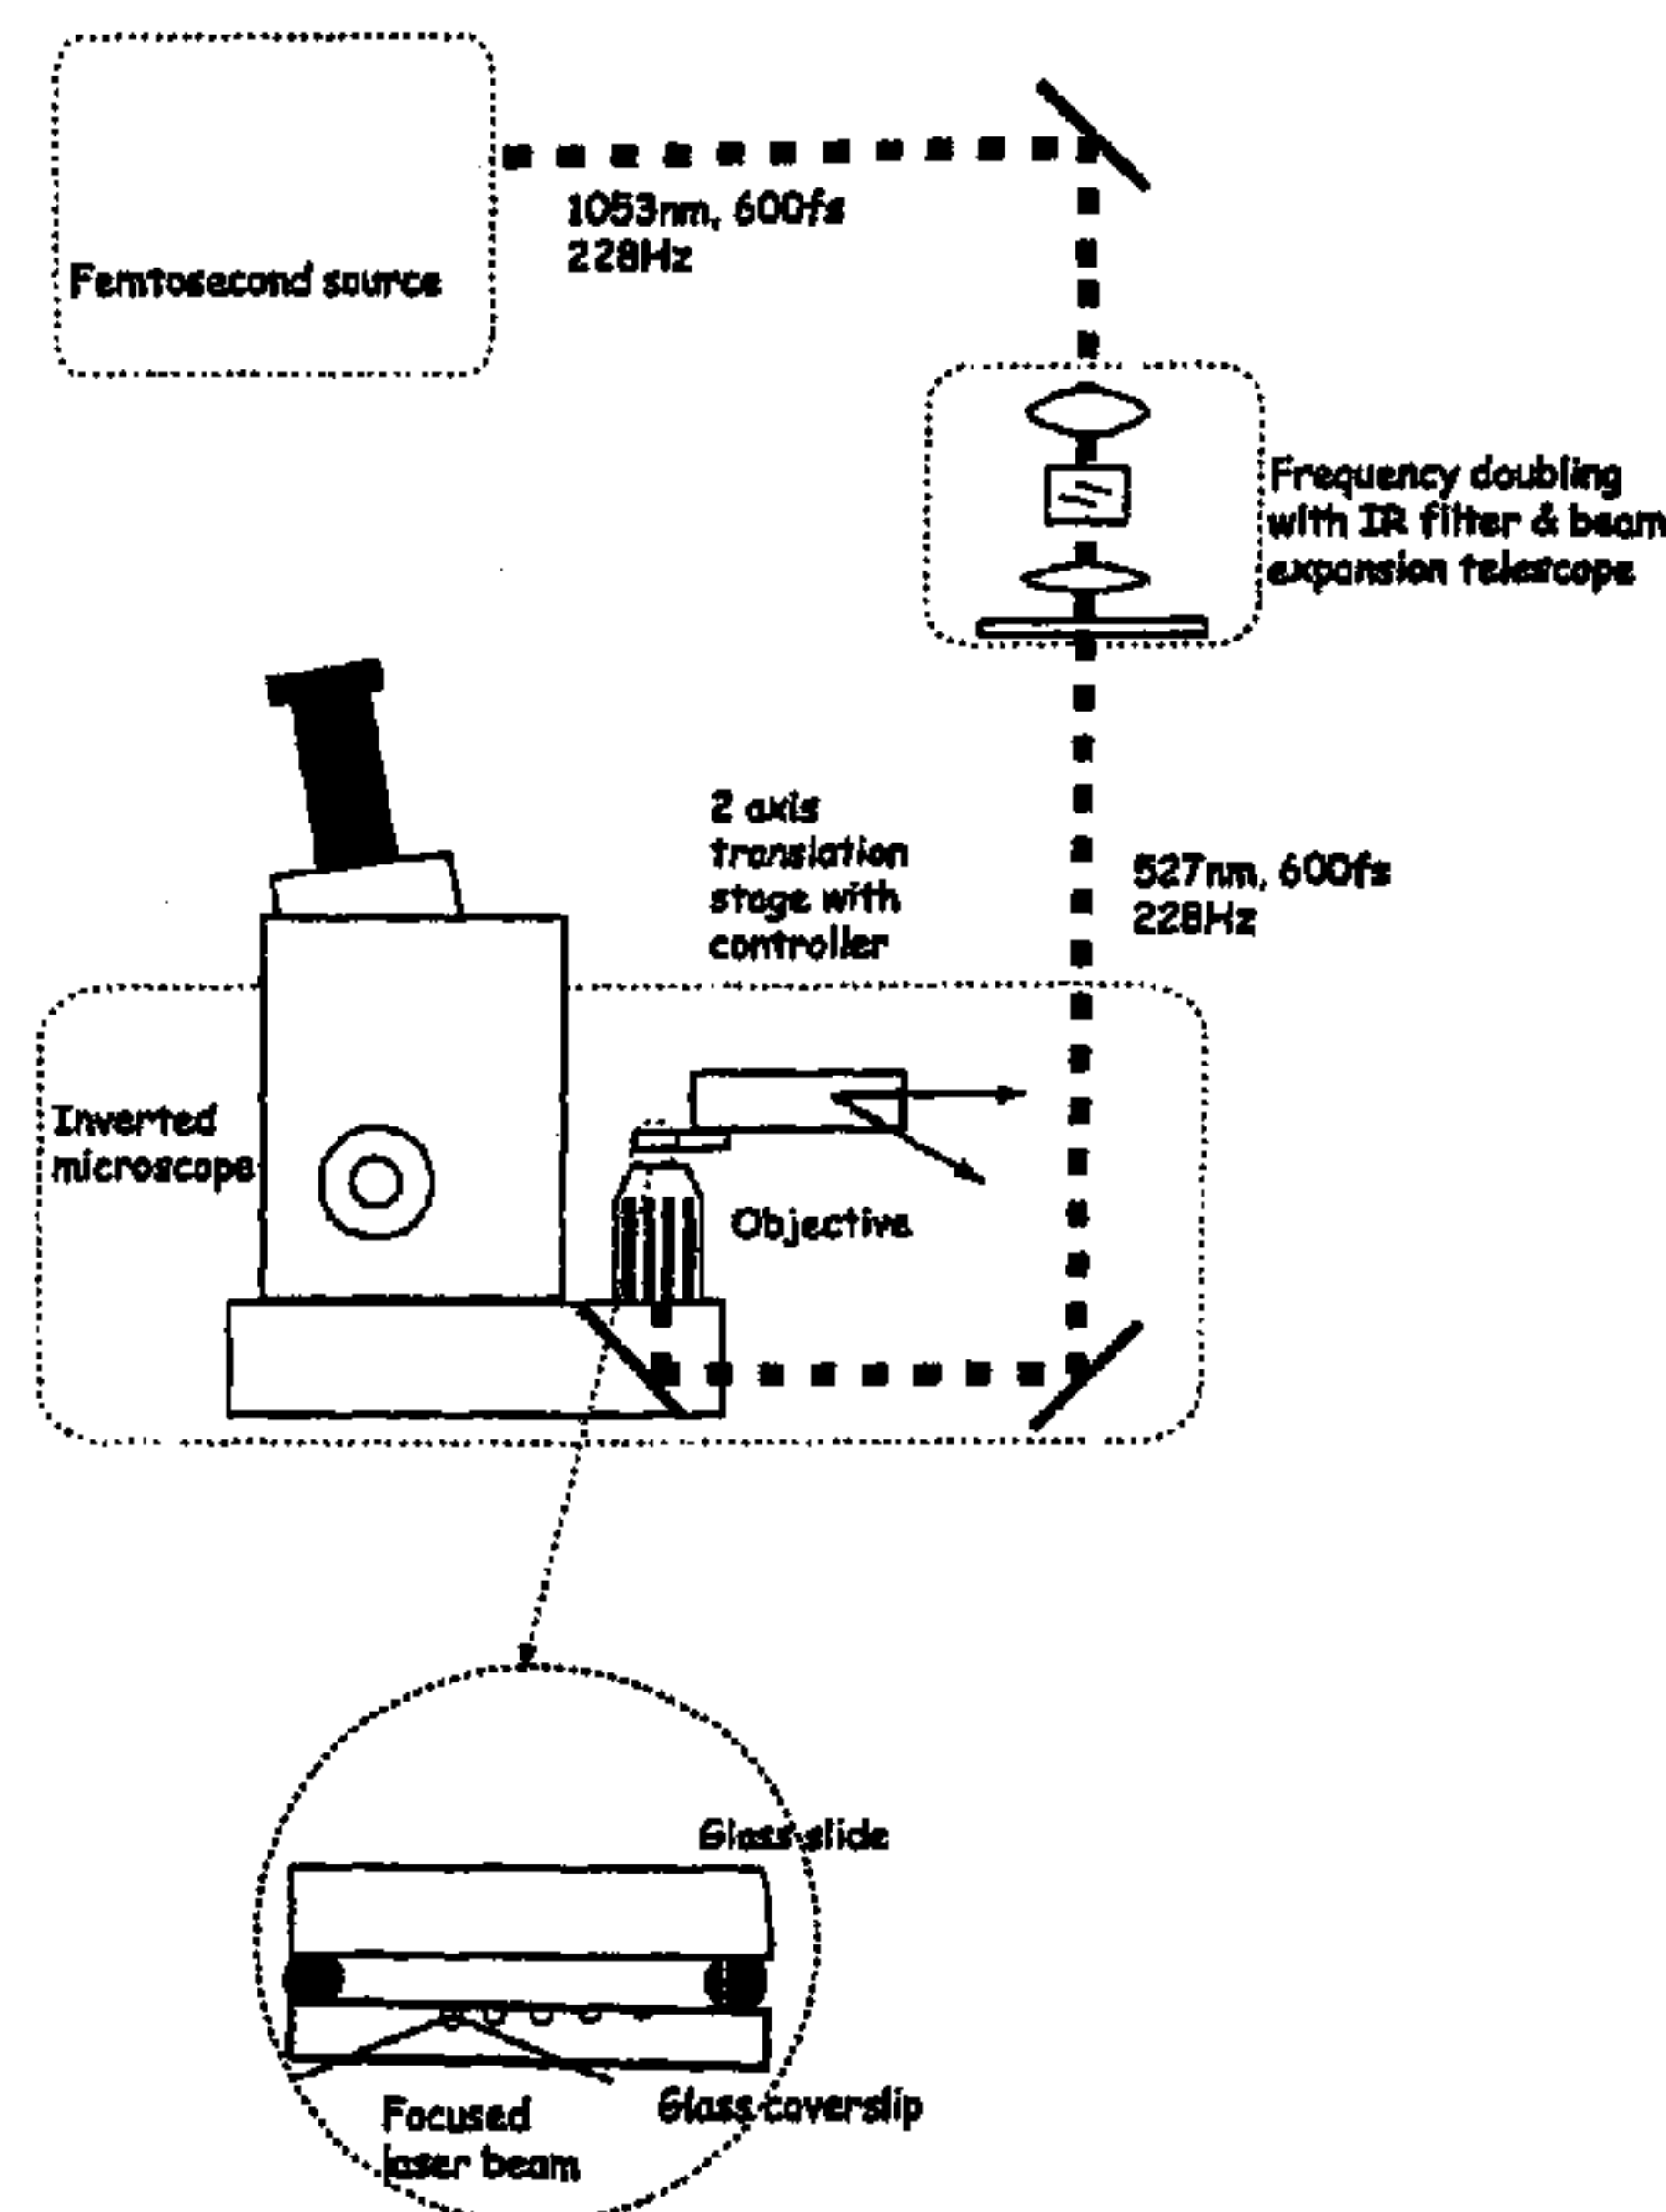 1053nm, 600fs
228Hz
Femtosecond source
Frequency doubling
with IR filter & beam
expansion telescope
2 axis
translation
stage with
controller
527nm, 600fs
228Hz
Inverted
microscope
Objective
Glass slide
Glass coverslip
Focused
laser beam